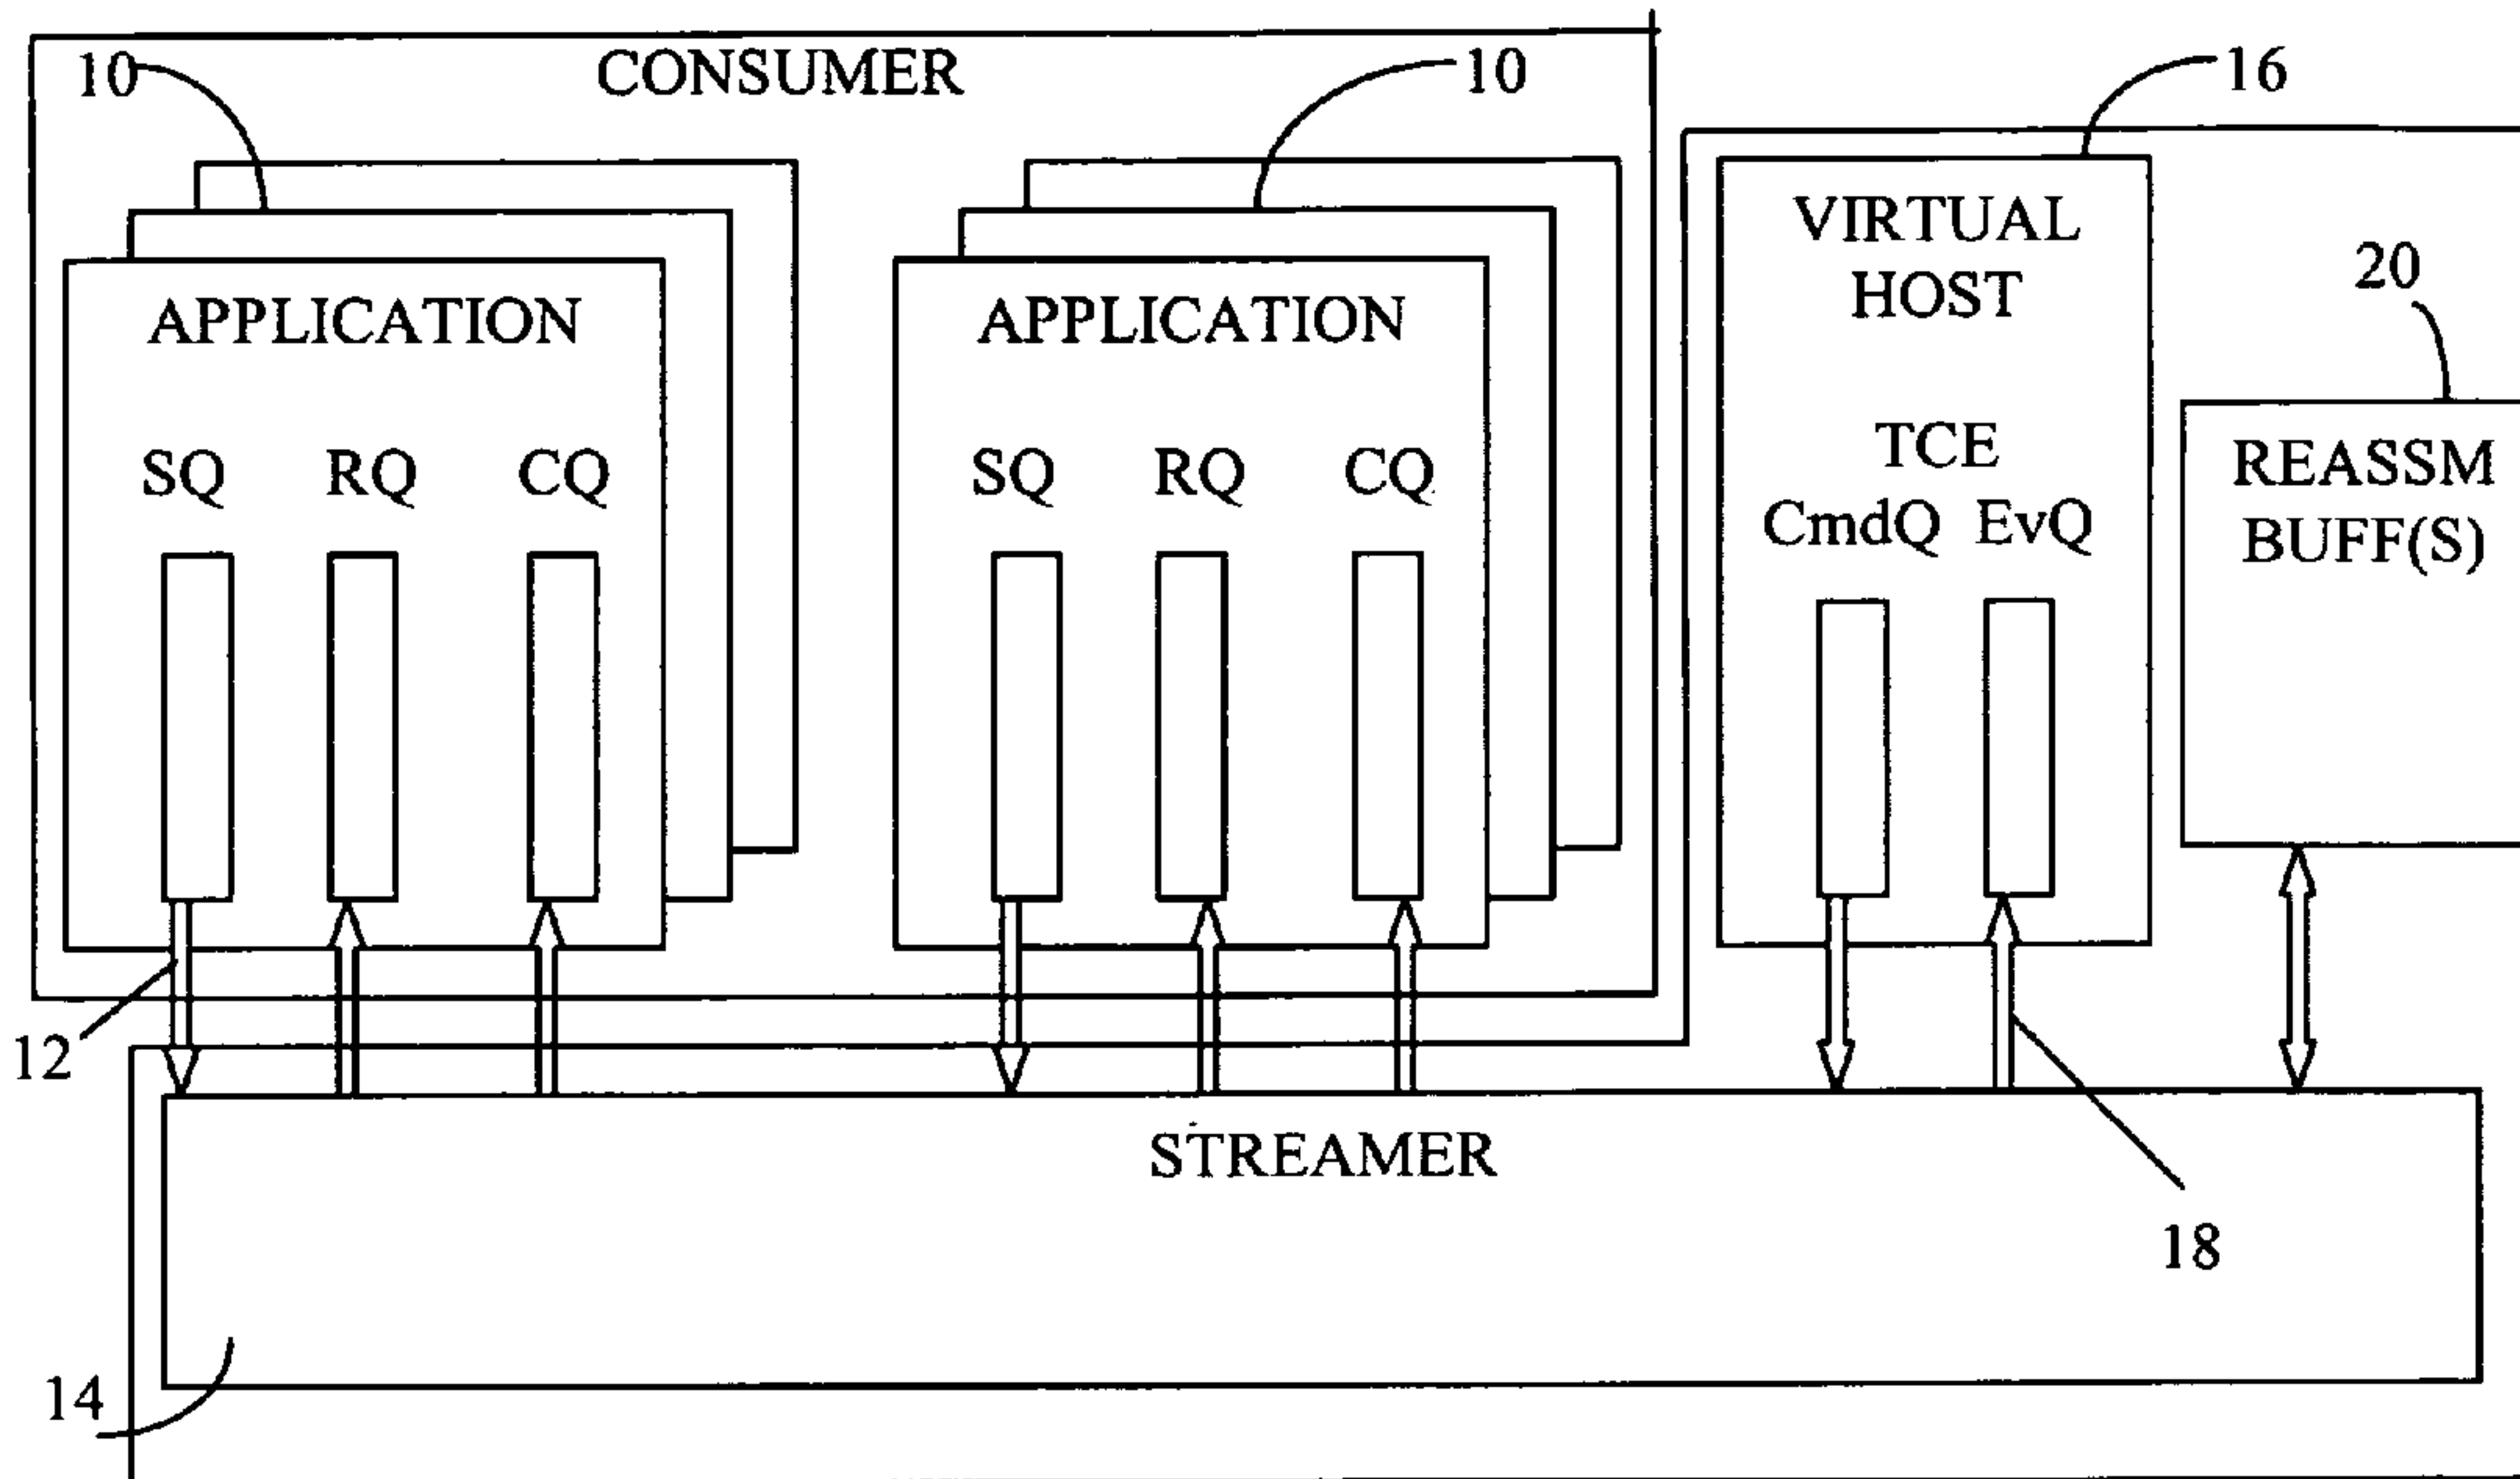 CONSUMER
10
10
16
VIRTUAL
HOST
20
APPLICATION
APPLICATION
TCE
REASSM
BUFF(S)
SQ RQ CQ
SQ RQ CQ
CmdQ EvQ
12
STREAMER
18
14